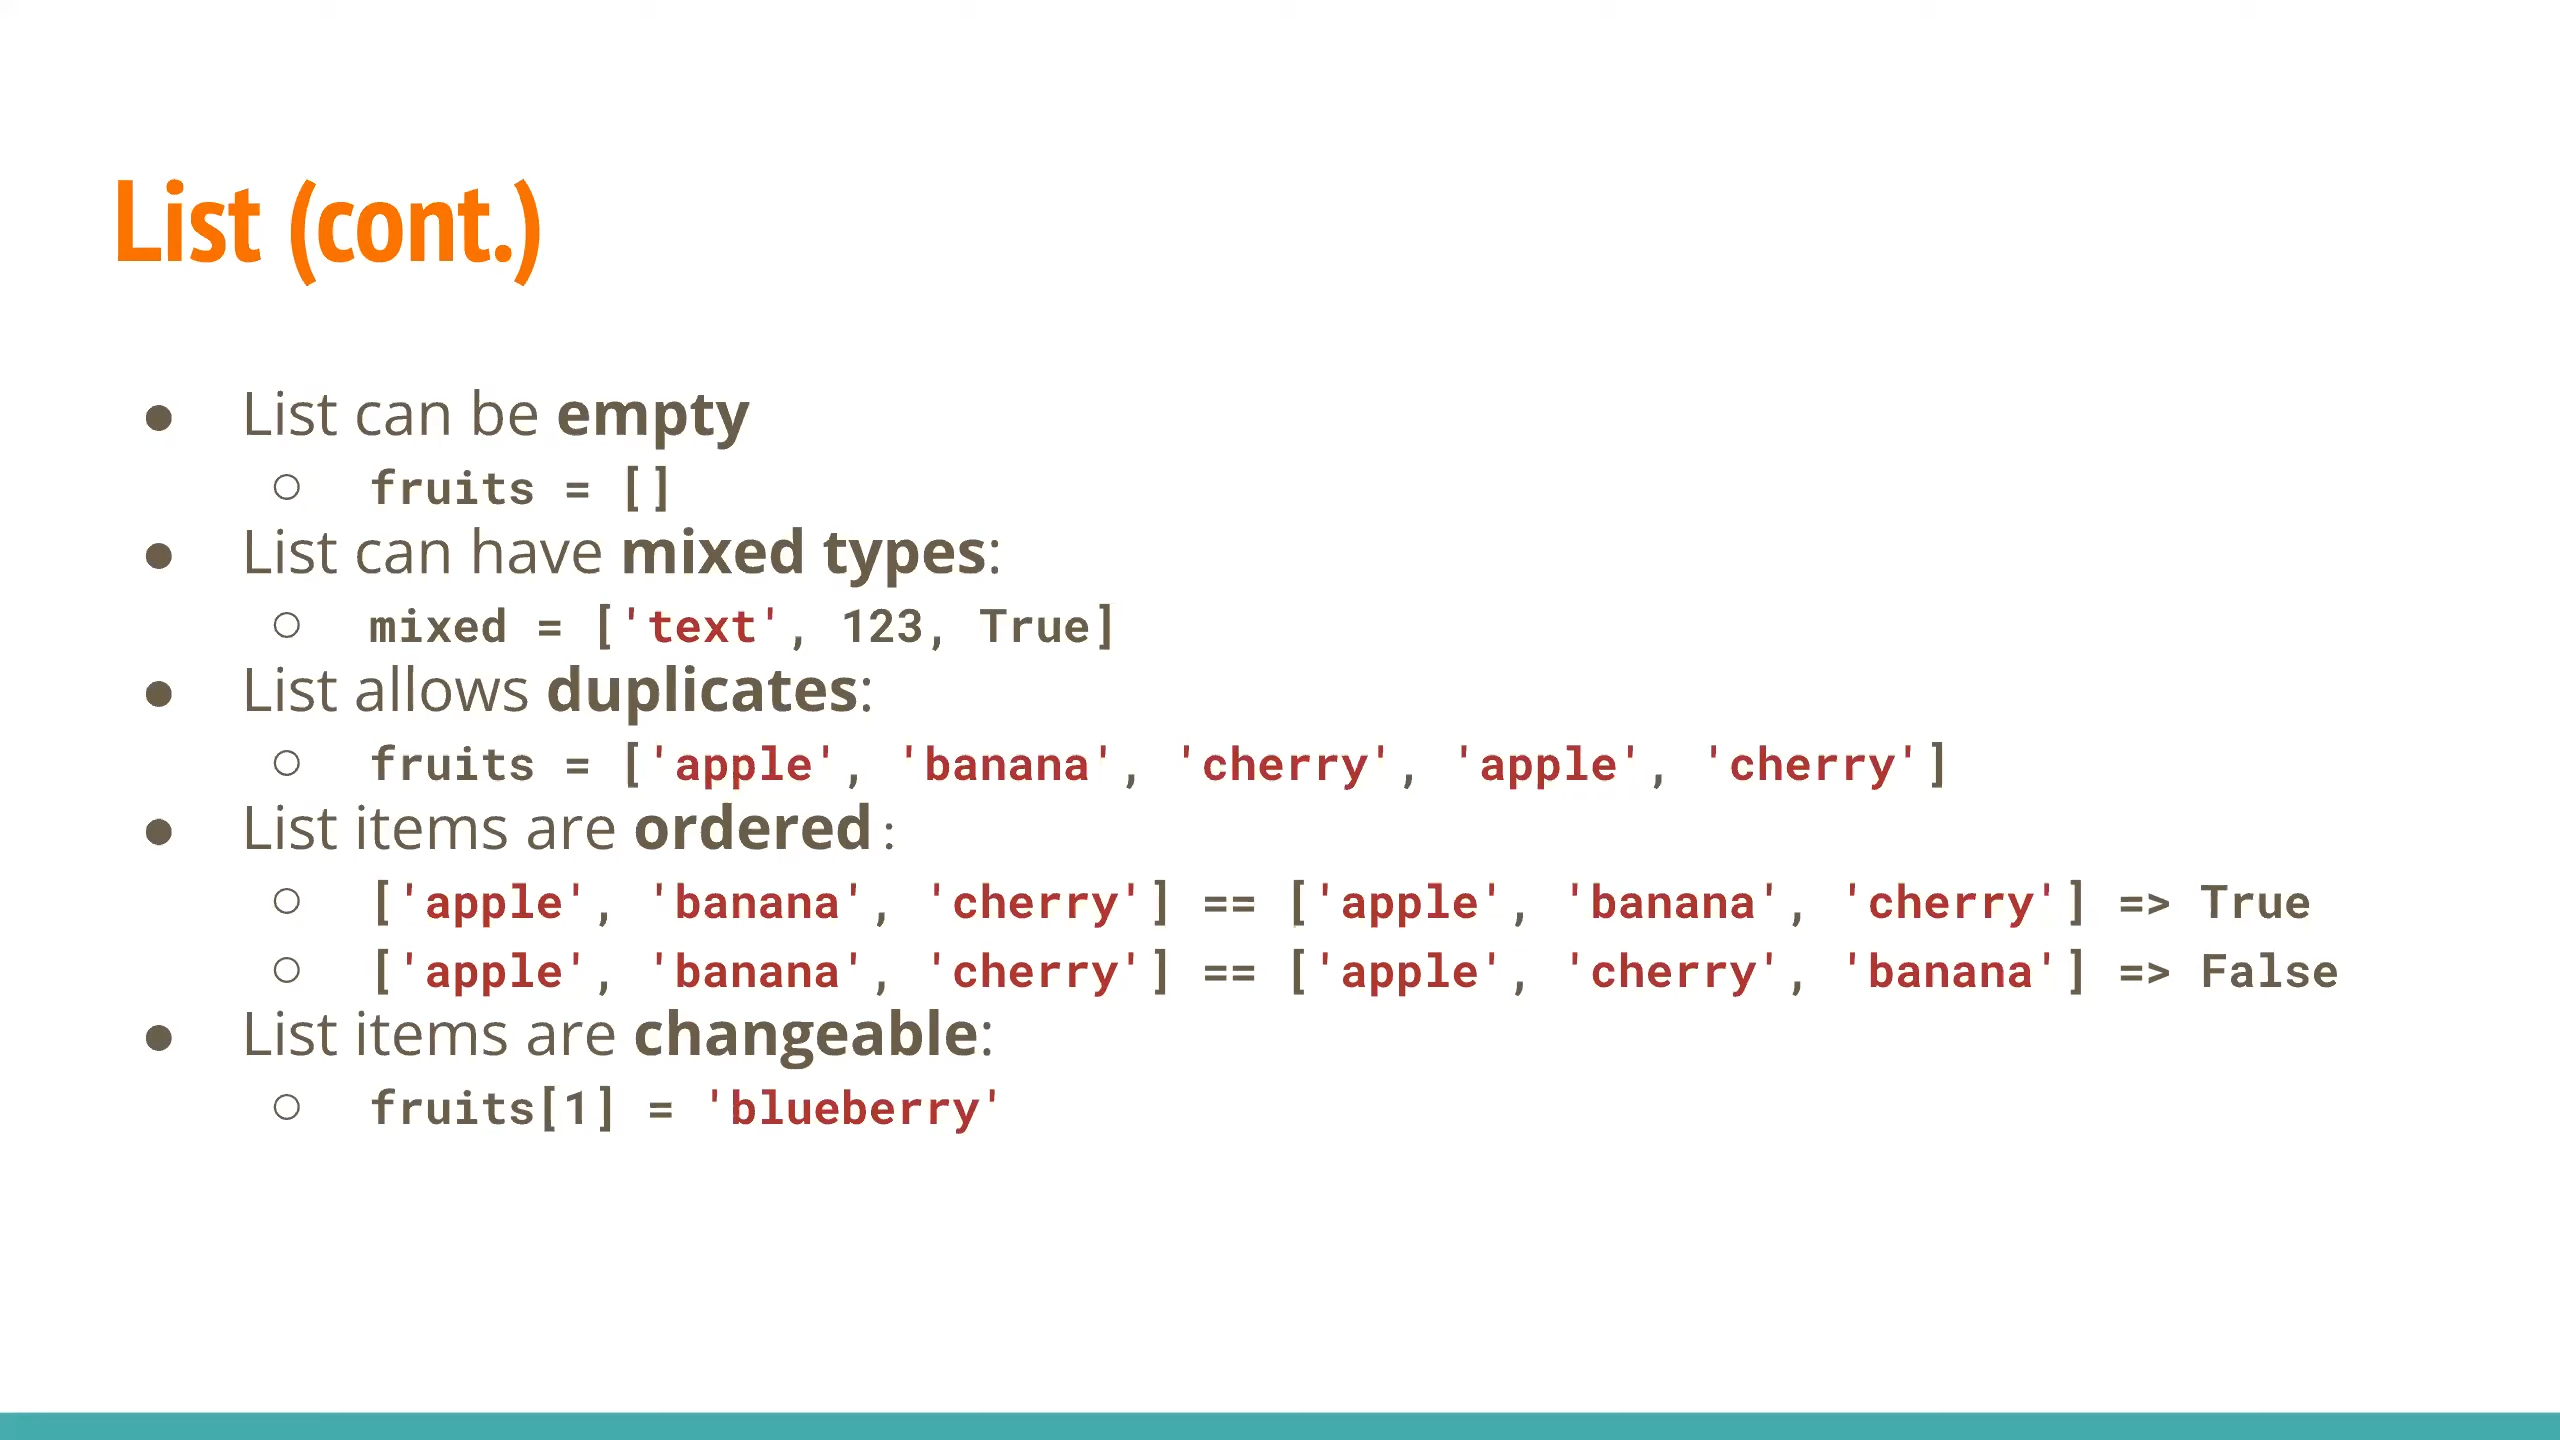 List (cont.)
● List can be empty
○ fruits = []
● List can have mixed types:
○ mixed = ['text', 123, True]
● List allows duplicates:
○ fruits = ['apple', 'banana', 'cherry', 'apple', 'cherry']
● List items are ordered:
○ ['apple', 'banana', 'cherry'] == ['apple', 'banana', 'cherry'] => True
○ ['apple', 'banana', 'cherry'] == ['apple', 'cherry', 'banana'] => False
● List items are changeable:
○ fruits[1] = 'blueberry'